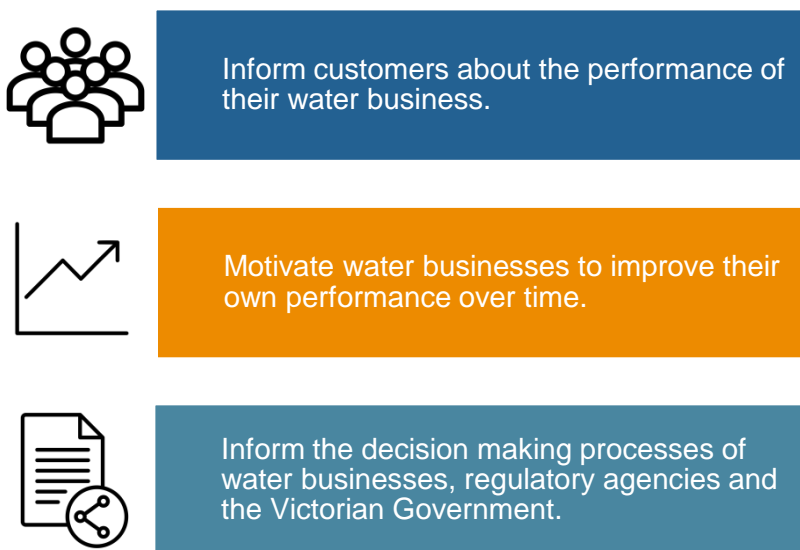 Inform customers about the performance of
their water business.
Motivate water businesses to improve their
own performance over time.
Inform the decision making processes of
water businesses, regulatory agencies and
the Victorian Government.